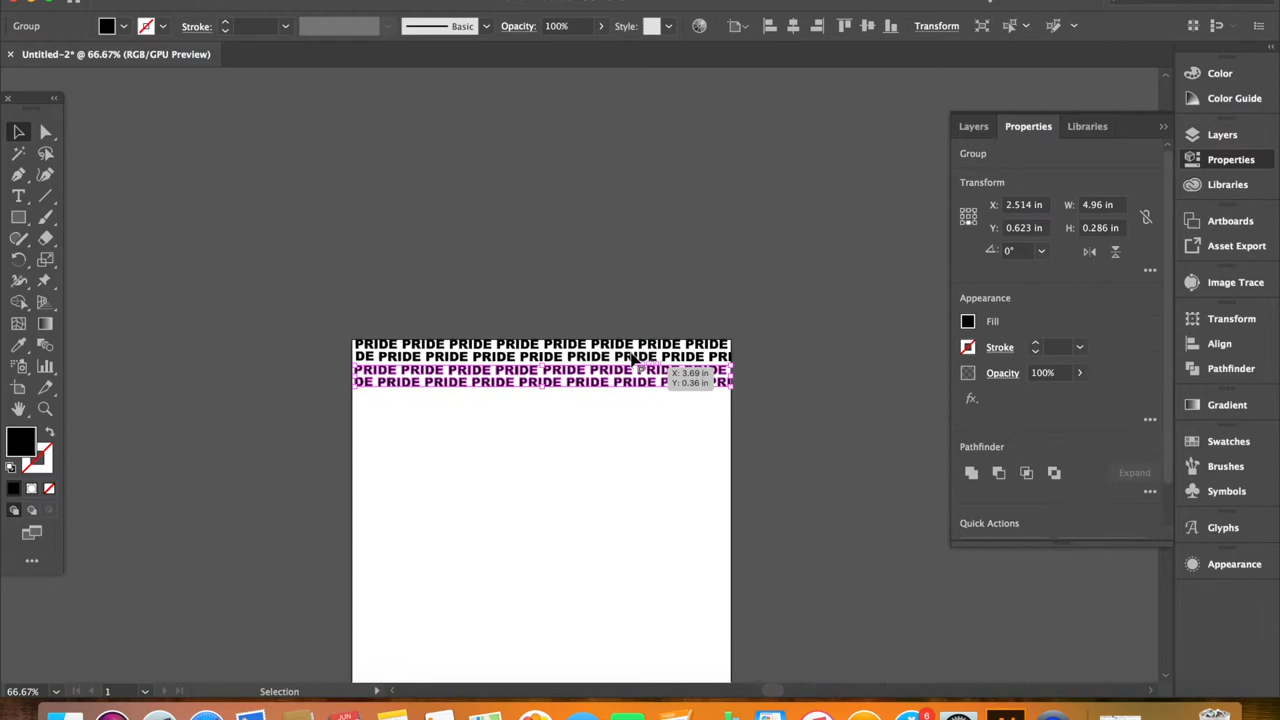 Group
Stroke:
Basic
Opacity:
100%
Style:
Transform
Untitled-2* @ 66.67% (RGB/GPU Preview)
Layers
Properties
Libraries
Group
Transform
X:
2.514 in
W:
4.96 in
Y:
0.623 in
H:
0.286 in
0°
Appearance
Fill
Stroke
Opacity
100%
fx.
Pathfinder
Expand
Quick Actions
Color
Color Guide
Layers
Properties
Libraries
Artboards
Asset Export
Image Trace
Transform
Align
Pathfinder
Gradient
Swatches
Brushes
Symbols
Glyphs
Appearance
PRIDE PRIDE PRIDE PRIDE PRIDE PRIDE PRIDE PRIDE
DE PRIDE PRIDE PRIDE PRIDE PRIDE PRIDE PRIDE PRI
PRIDE PRIDE PRIDE PRIDE PRIDE PRIDE PRIDE PRIDE
DE PRIDE PRIDE PRIDE PRIDE PRIDE PRIDE
X: 3.69 in
Y: 0.36 in
66.67%
1
Selection
JUN
6